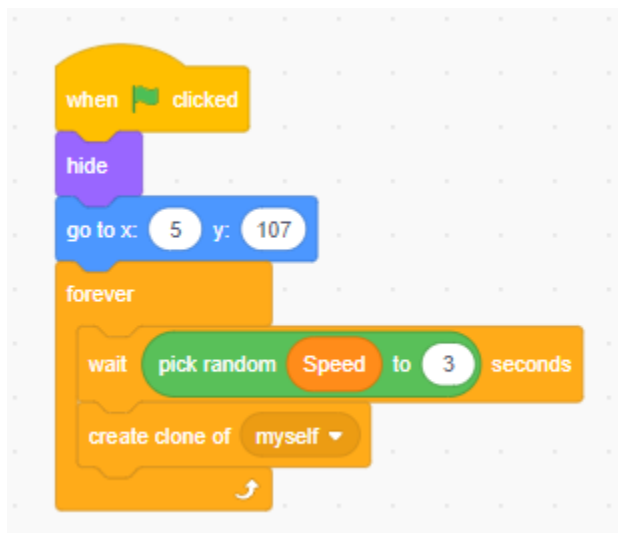 when clicked
hide
go to x: 5 y: 107
forever
wait pick random Speed to 3 seconds
create clone of myself